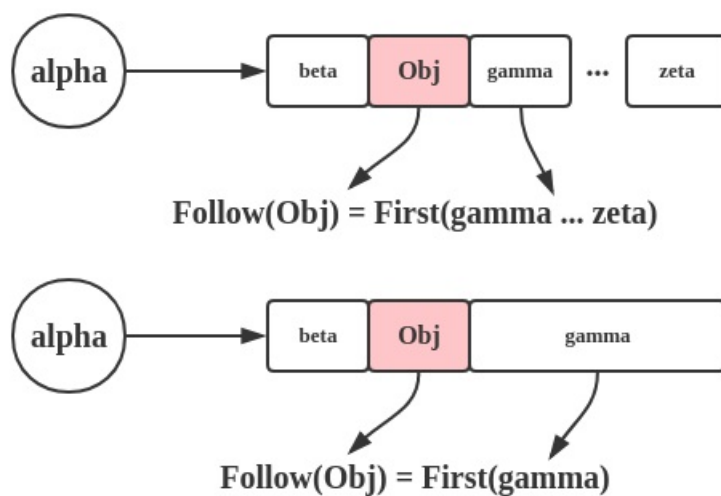 alpha beta Obj gamma ... zeta
Follow(Obj) = First(gamma ... zeta)
alpha beta Obj gamma
Follow(Obj) = First(gamma)